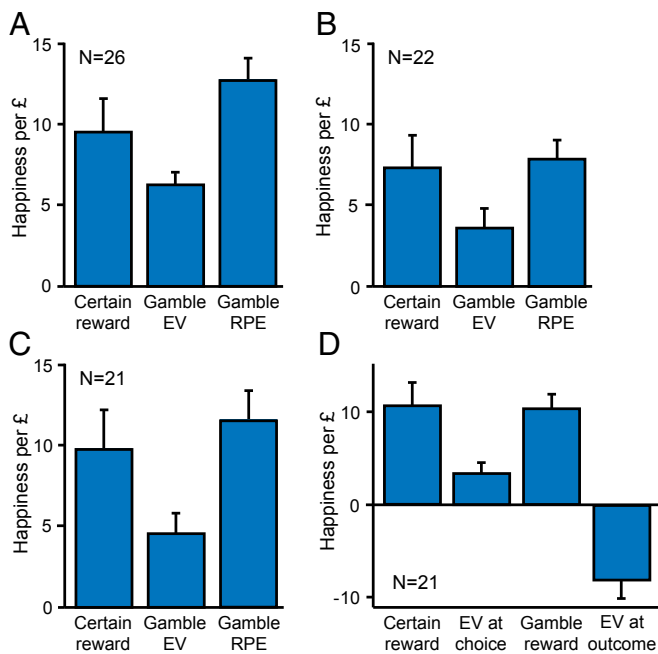 A
N=26
Happiness per £
15
10
5
0
Certain reward
Gamble EV
Gamble RPE
B
N=22
Happiness per £
15
10
5
0
Certain reward
Gamble EV
Gamble RPE
C
N=21
Happiness per £
15
10
5
0
Certain reward
Gamble EV
Gamble RPE
D
Happiness per £
10
0
-10
N=21
Certain reward
EV at choice
Gamble reward
EV at outcome